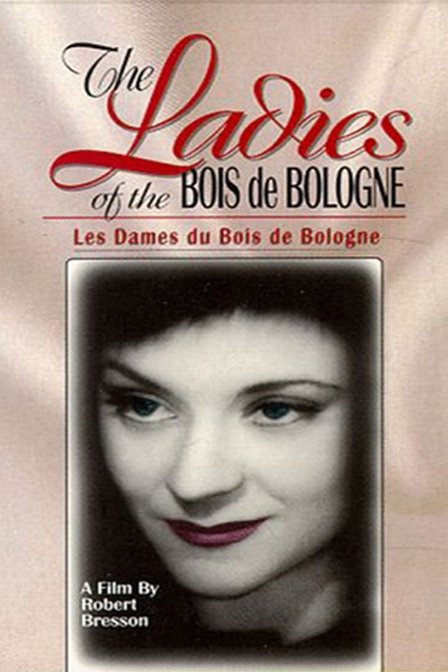 The
Ladies
of the BOIS de BOLOGNE
Les Dames du Bois de Bologne
A Film By
Robert
Bresson